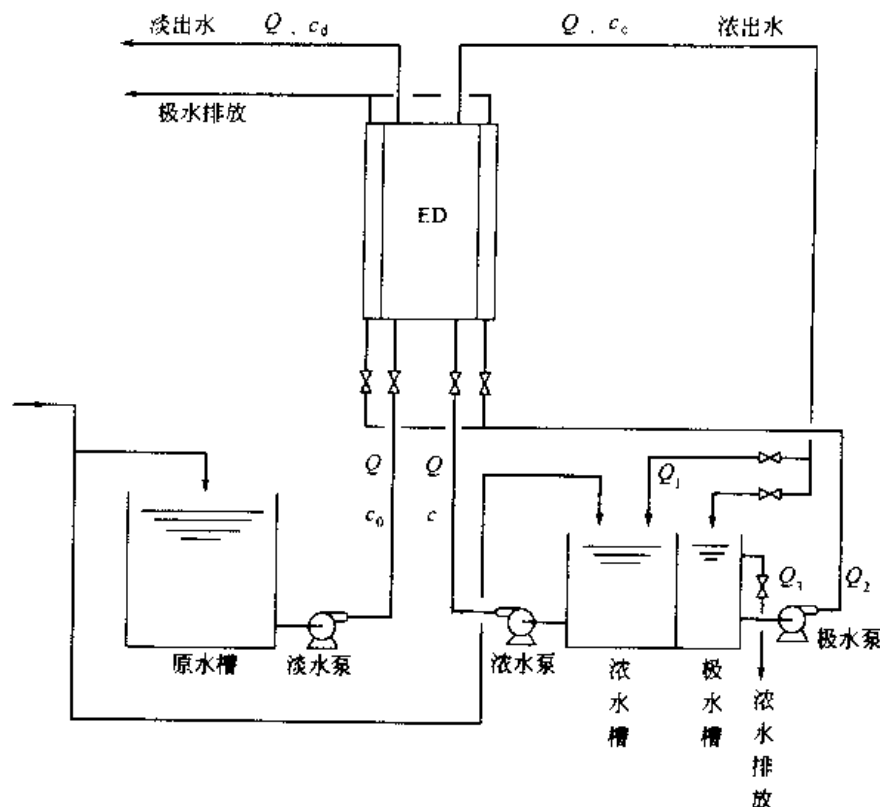 淡出水 Q 、 c_d
Q 、 c_c 浓出水
极水排放
ED
Q Q
c_0 c
Q_1
Q_3 Q_2
原水槽
淡水泵
浓水泵
极水泵
浓水槽
极水槽
浓水排放